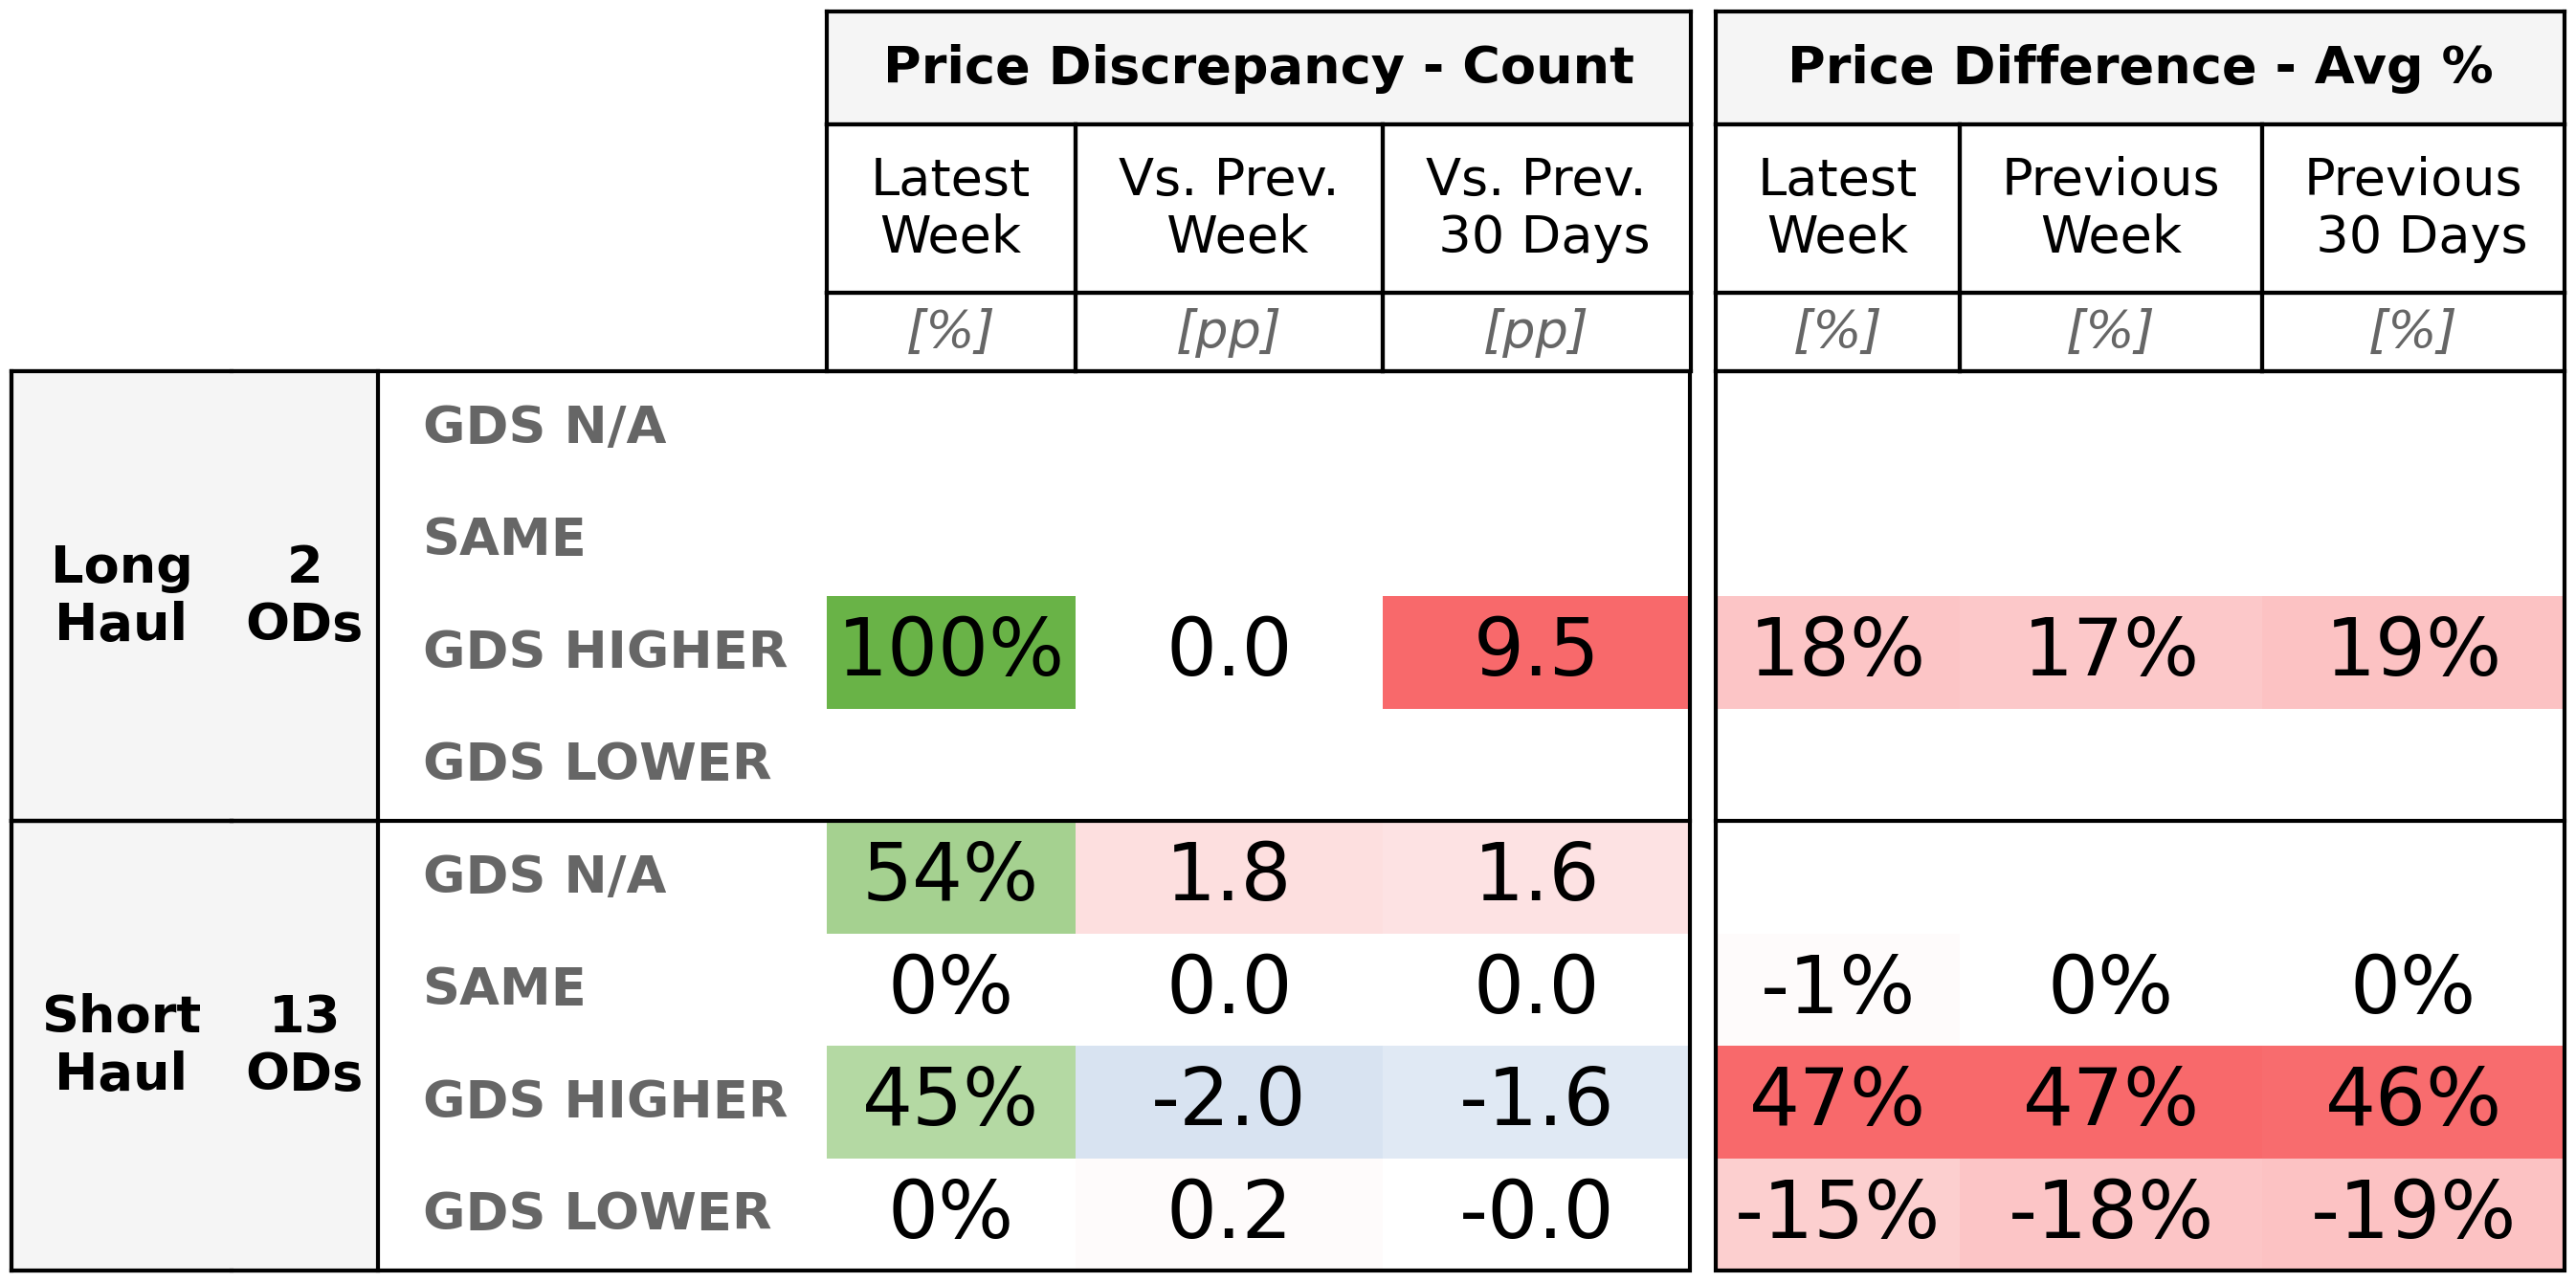 Price Discrepancy - Count Price Difference - Avg %
Latest Week Vs. Prev. Week Vs. Prev. 30 Days Latest Week Previous Week Previous 30 Days
[%] [pp] [pp] [%] [%] [%]
Long Haul 2 ODs
GDS N/A
SAME
GDS HIGHER 100% 0.0 9.5 18% 17% 19%
GDS LOWER
Short Haul 13 ODs
GDS N/A 54% 1.8 1.6
SAME 0% 0.0 0.0 -1% 0% 0%
GDS HIGHER 45% -2.0 -1.6 47% 47% 46%
GDS LOWER 0% 0.2 -0.0 -15% -18% -19%